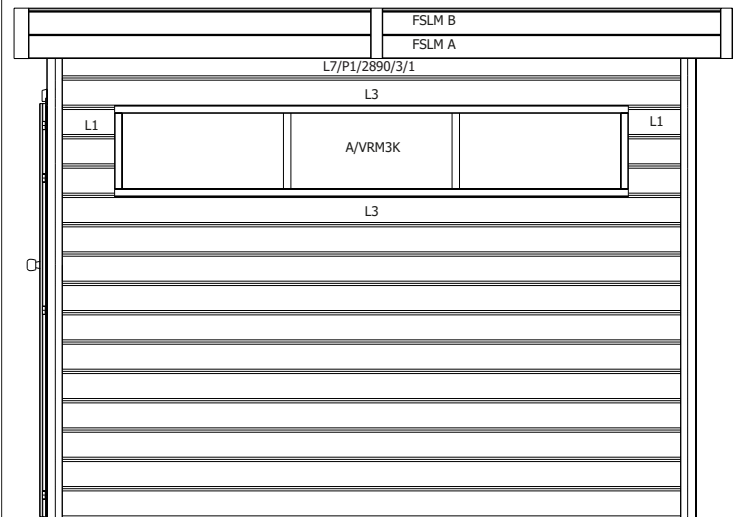 FSLM B
FSLM A
L7/P1/2890/3/1
L3
L1
L1
A/VRM3K
L3